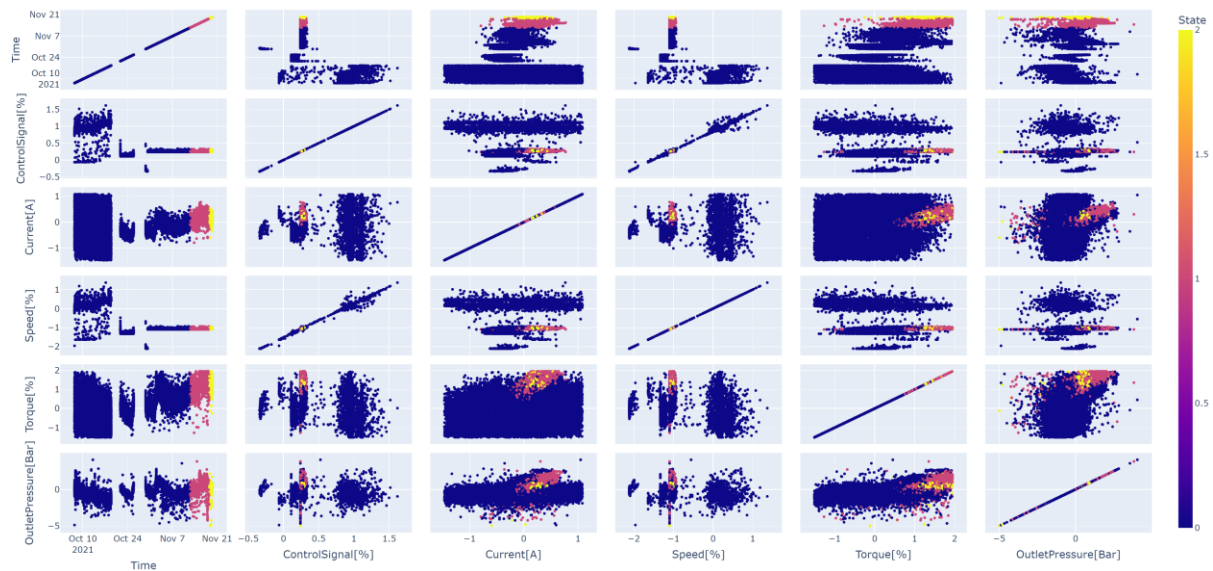 Nov 21
Nov 7
Oct 24
Oct 10
2021
Time
1.5
1
0.5
0
−0.5
ControlSignal[%]
1
0
−1
Current[A]
1
0
−1
−2
Speed[%]
2
1
0
−1
Torque[%]
0
−5
OutletPressure[Bar]
Oct 10
2021
Oct 24
Nov 7
Nov 21
Time
−0.5 0 0.5 1 1.5
ControlSignal[%]
−1 0 1
Current[A]
−2 −1 0 1
Speed[%]
−1 0 1 2
Torque[%]
−5 0
OutletPressure[Bar]
State
2
1.5
1
0.5
0